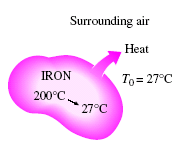 Surrounding air
Heat
IRON
T₀ = 27°C
200°C
27°C